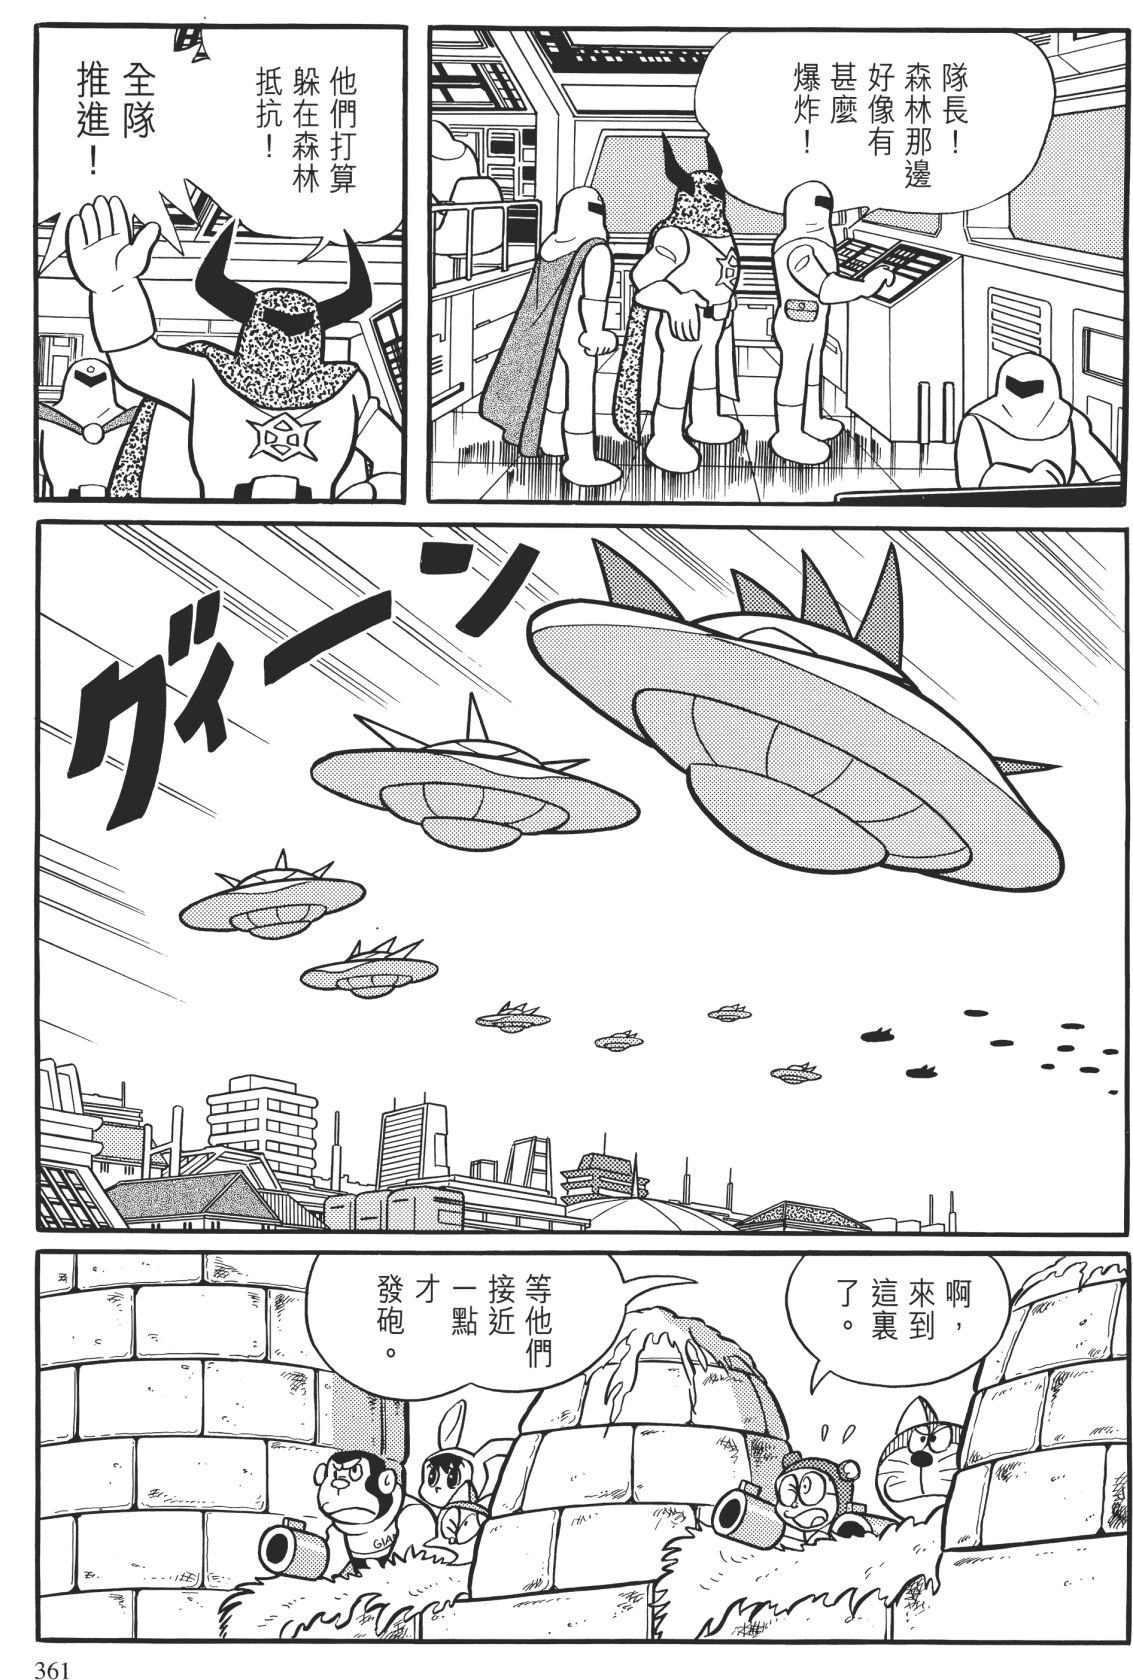 隊長！
森林那邊
好像有
甚麼
爆炸！
他們打算
躲在森林
抵抗！
全隊
推進！
グィーン
啊，
來到
這裏
了。
等他們
接近
一點
才
發砲。
GIA
361